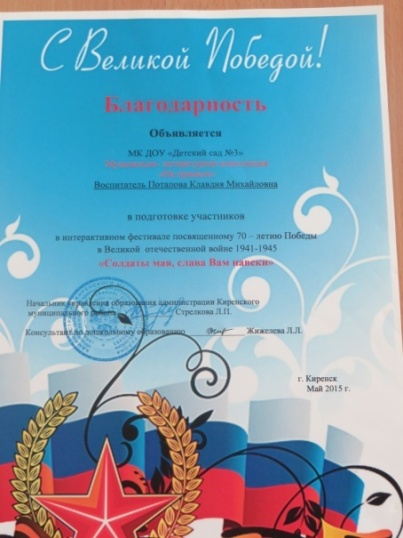 С Великой Победой!
Благодарность
Объявляется
МК ДОУ «Детский сад №3»
Воспитатель Потапова Клавдия Михайловна
в подготовке участников
в интерактивном фестивале посвященному 70 – летию Победы
в Великой отечественной войне 1941-1945
«Солдаты мая, слава Вам навеки»
Начальник управления образования администрации Киренского
муниципального района Стрелкова Л.П.
Консультант по дошкольному образованию Жижелева Л.Л.
г. Киренск
Май 2015 г.